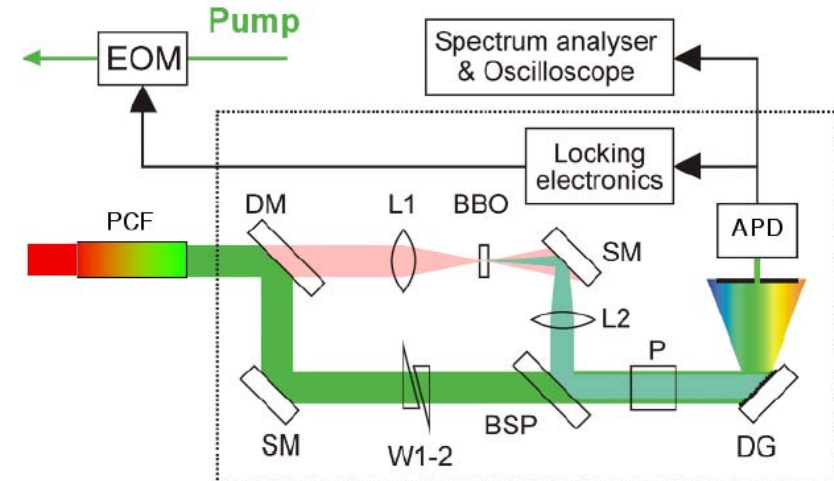 Pump
EOM
Spectrum analyser
& Oscilloscope
Locking
electronics
PCF
DM
L1
BBO
SM
APD
L2
P
SM
W1-2
BSP
DG